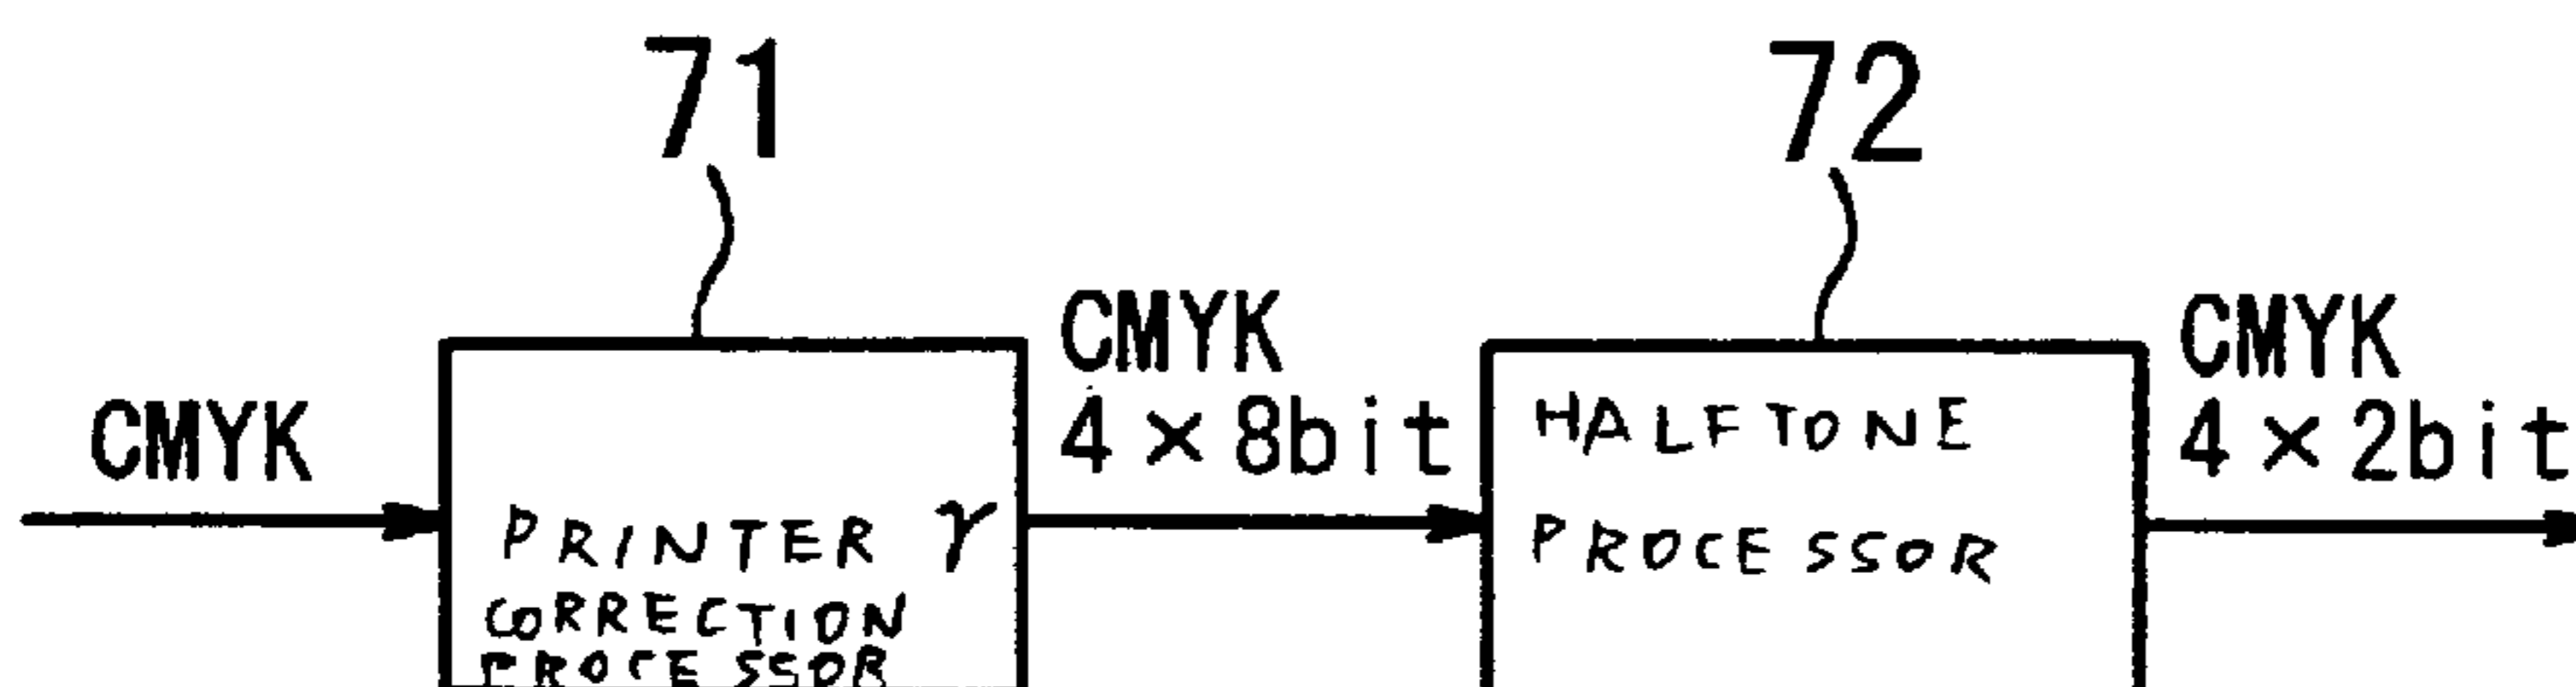 71
72
CMYK
PRINTER γ
CORRECTION
PROCESSOR
CMYK
4×8bit
HALFTONE
PROCESSOR
CMYK
4×2bit